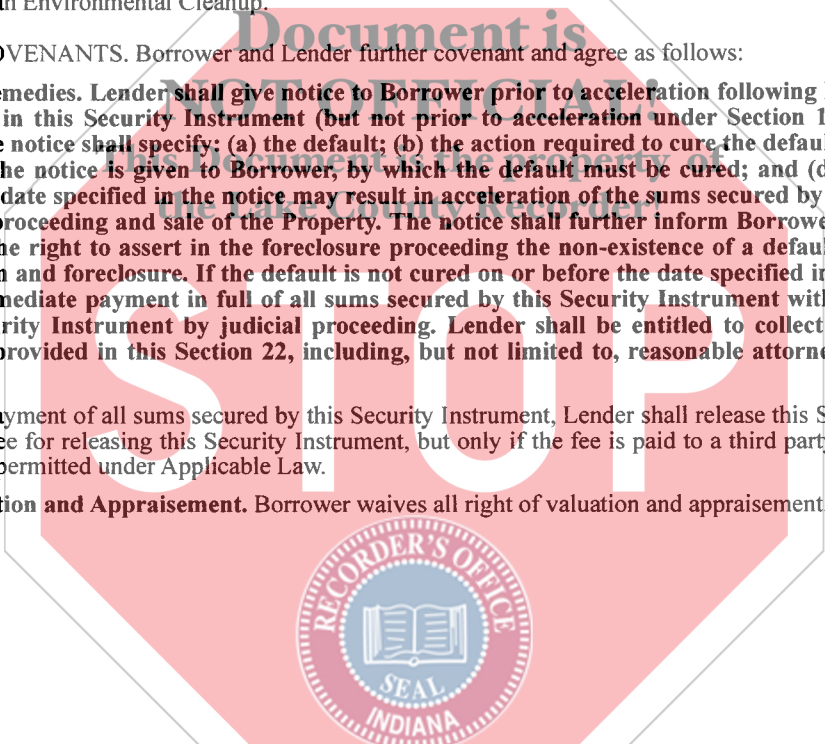 n Environmental Cleanup.
Document is
OVENANTS. Borrower and Lender further covenant and agree as follows:
NOT OFFICIAL!
emedies. Lender shall give notice to Borrower prior to acceleration following
in this Security Instrument (but not prior to acceleration under Section 1
e notice shall specify: (a) the default; (b) the action required to cure the defaul
This Document is the property of
he notice is given to Borrower, by which the default must be cured; and (d
date specified in the notice may result in acceleration of the sums secured by
the Lake County Recorder!
proceeding and sale of the Property. The notice shall further inform Borrowe
he right to assert in the foreclosure proceeding the non-existence of a defaul
n and foreclosure. If the default is not cured on or before the date specified in
mediate payment in full of all sums secured by this Security Instrument wit
rity Instrument by judicial proceeding. Lender shall be entitled to collect
provided in this Section 22, including, but not limited to, reasonable attorne
STOP
ayment of all sums secured by this Security Instrument, Lender shall release this S
ee for releasing this Security Instrument, but only if the fee is paid to a third party
permitted under Applicable Law.
tion and Appraisement. Borrower waives all right of valuation and appraisement
RECORDER'S OFFICE
SEAL
INDIANA